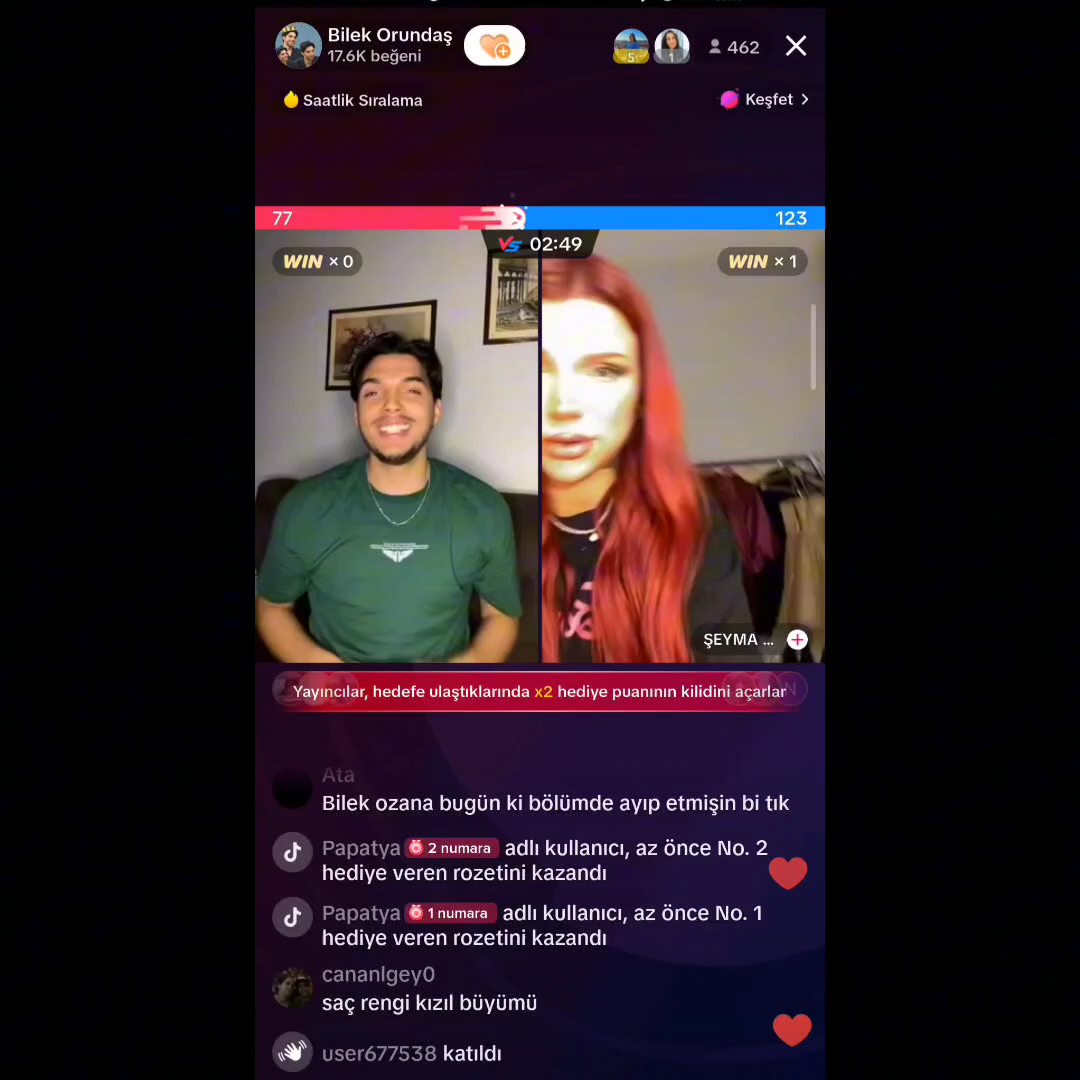 Bilek Orundaş
17.6K beğeni
5
1
462
Saatlik Sıralama
Keşfet
77
123
VS 02:49
WIN × 0
WIN × 1
ŞEYMA ...
Yayıncılar, hedefe ulaştıklarında x2 hediye puanının kilidini açarlar
Ata
Bilek ozana bugün ki bölümde ayıp etmişin bi tık
Papatya 2 numara adlı kullanıcı, az önce No. 2
hediye veren rozetini kazandı
Papatya 1 numara adlı kullanıcı, az önce No. 1
hediye veren rozetini kazandı
cananlgey0
saç rengi kızıl büyümü
user677538 katıldı